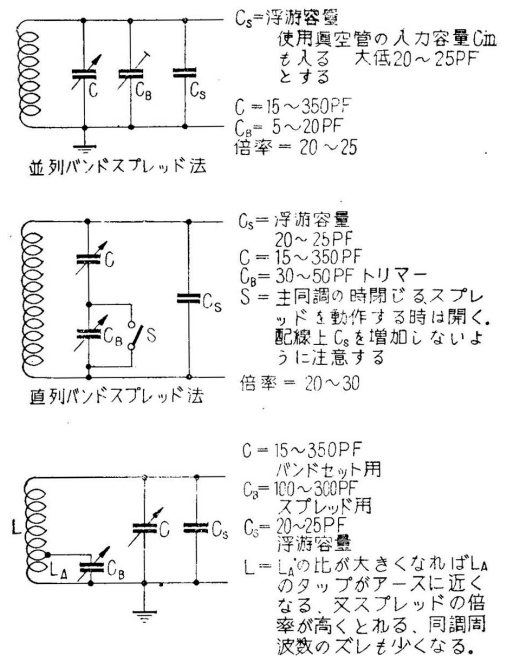 CS=浮游容量
使用眞空管の入力容量Cin
も入る 大低20～25PF
とする
C
CB
CS
C=15～350PF
CB=5～20PF
倍率=20～25
並列バンドスプレッド法
CS=浮游容量
20～25PF
C=15～350PF
CB=30～50PFトリマー
S=主同調の時閉じるスプレ
ッドを動作する時は開く.
配線上CSを増加しないよ
うに注意する
倍率=20～30
C
CB
S
CS
直列バンドスプレッド法
C=15～350PF
バンドセット用
CB=100～300PF
スプレッド用
CS=20～25PF
浮游容量
L=LAの比が大きくなればLA
のタップがアースに近く
なる、又スプレッドの倍
率が高くとれる、同調周
波数のズレも少くなる.
L
LA
CB
C
CS